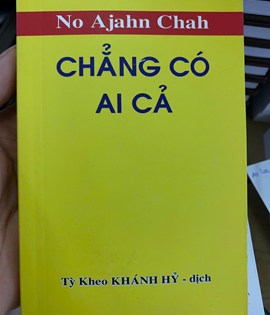 No Ajahn Chah
CHẲNG CÓ
AI CẢ
Tỳ Kheo KHÁNH HỶ - dịch